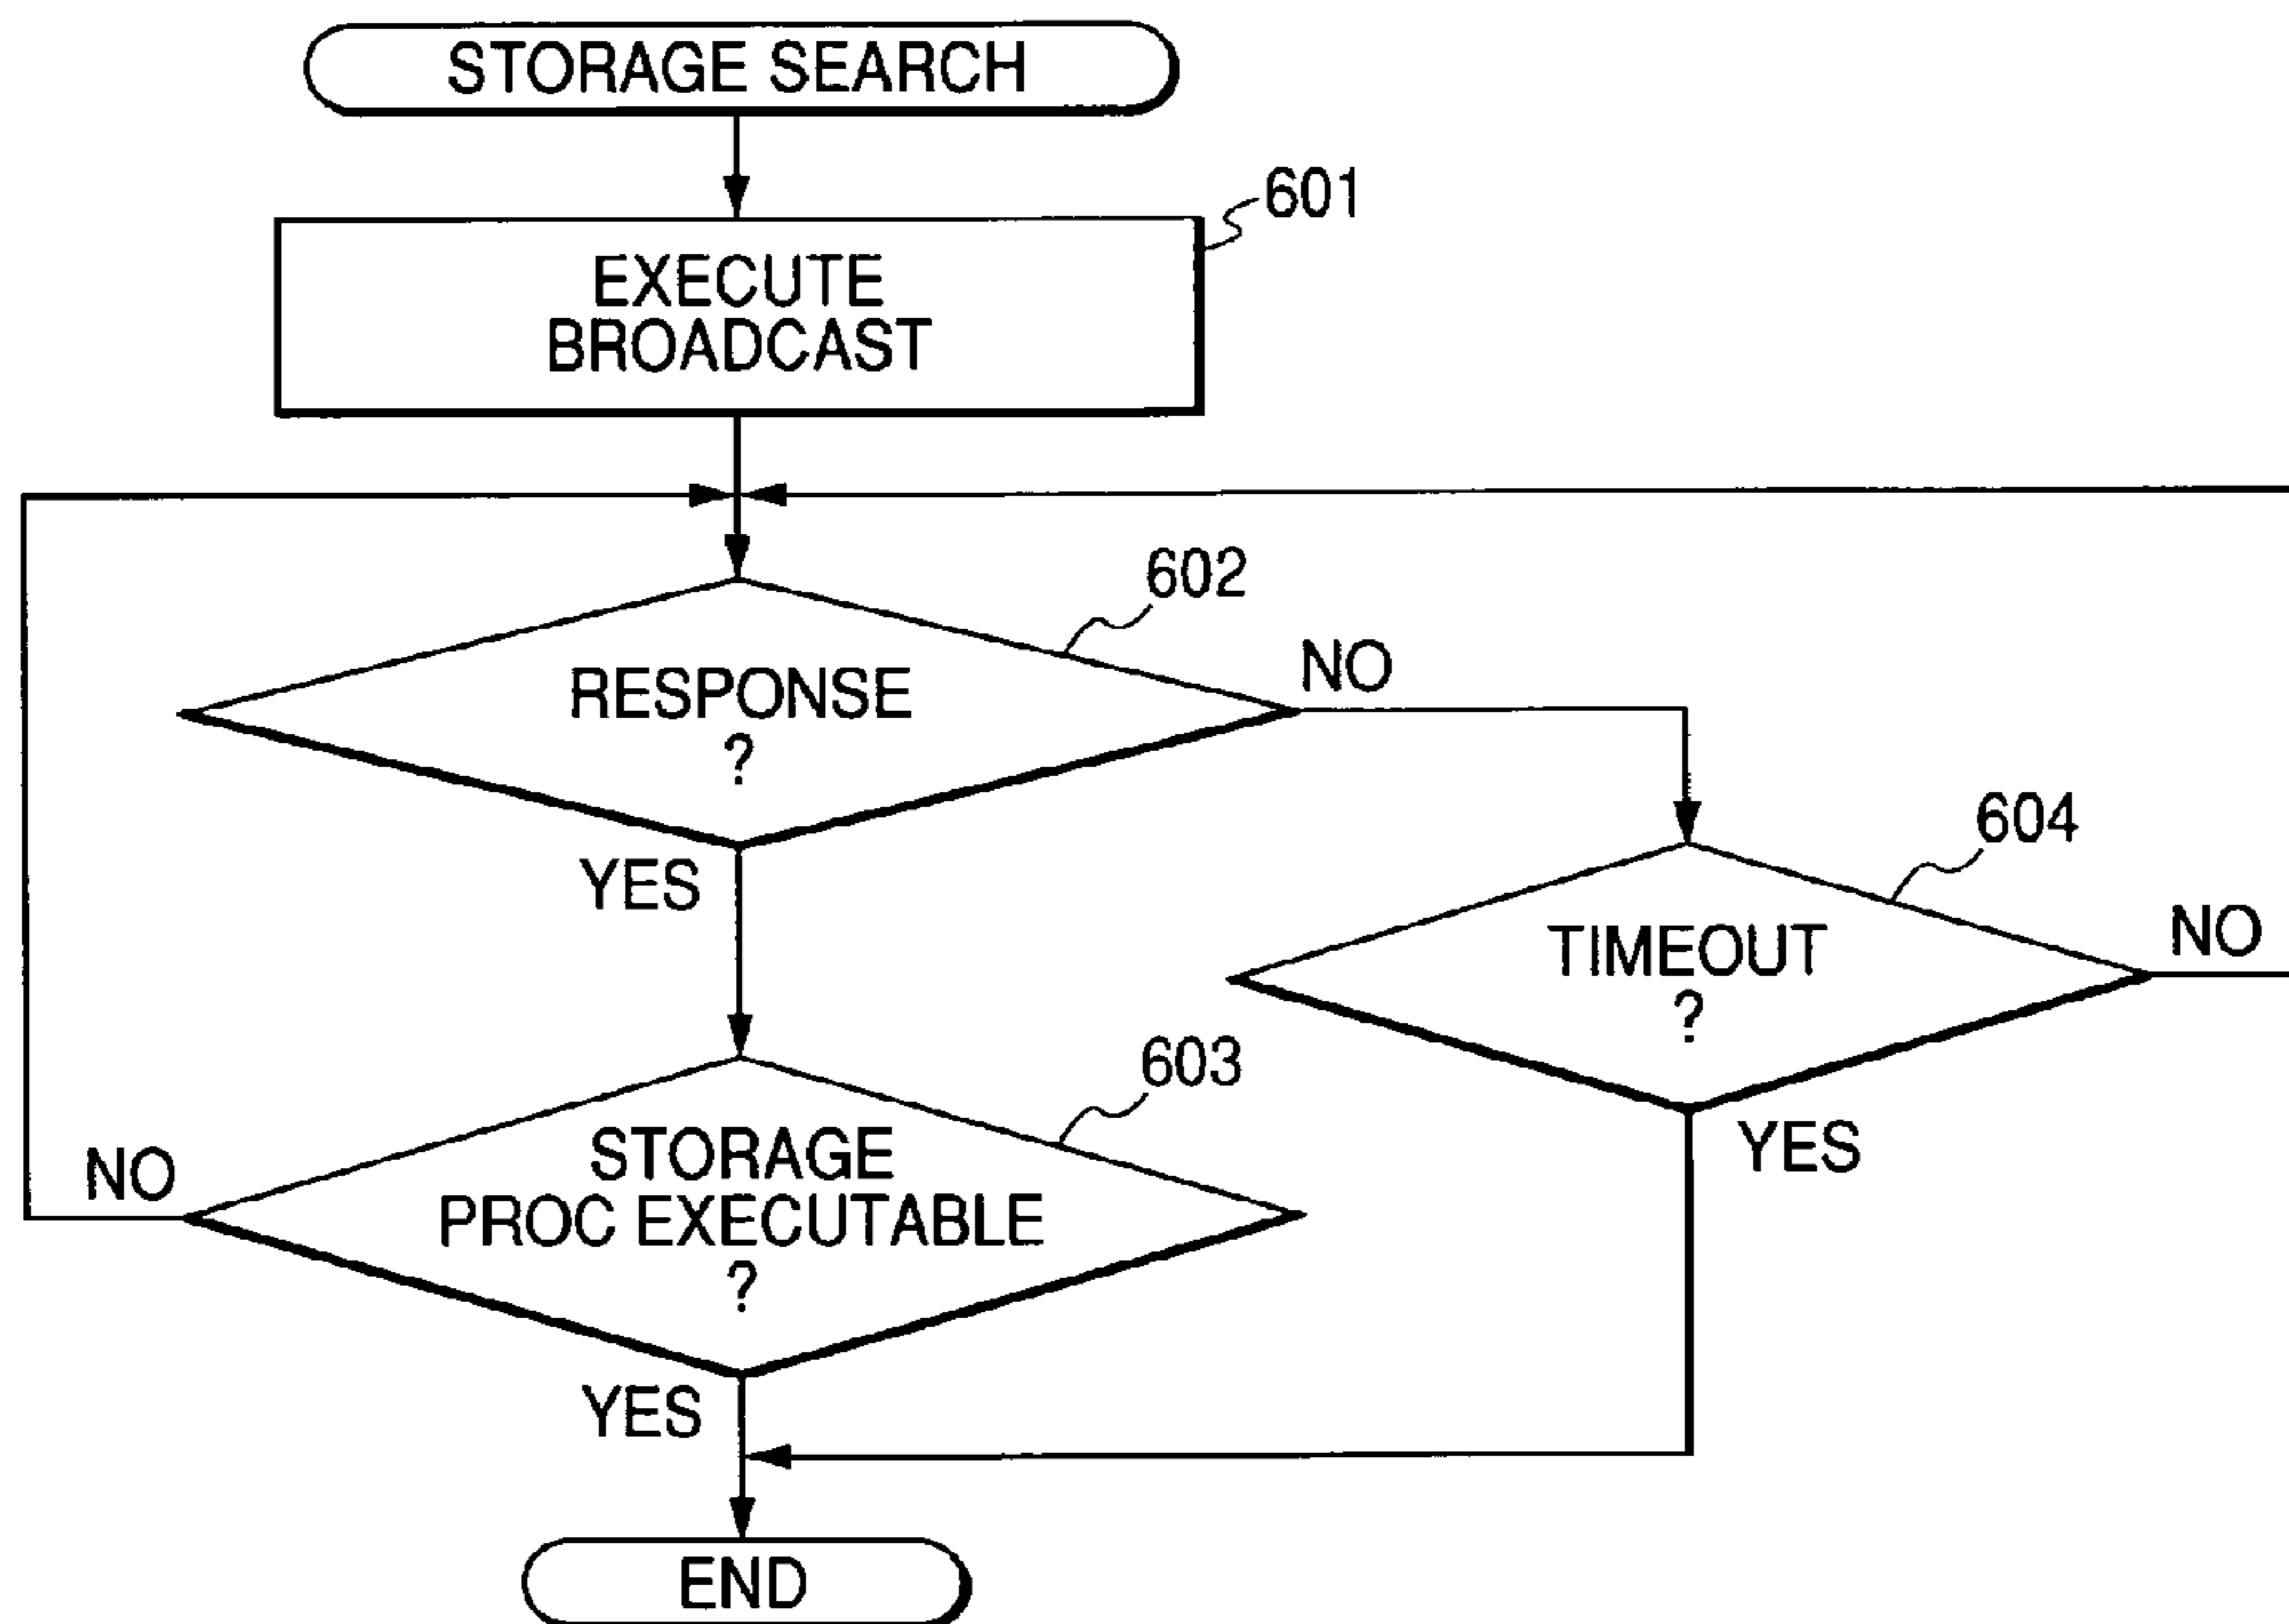 STORAGE SEARCH
601
EXECUTE
BROADCAST
602
RESPONSE
?
NO
YES
604
TIMEOUT
?
NO
YES
603
STORAGE
PROC EXECUTABLE
?
NO
YES
END